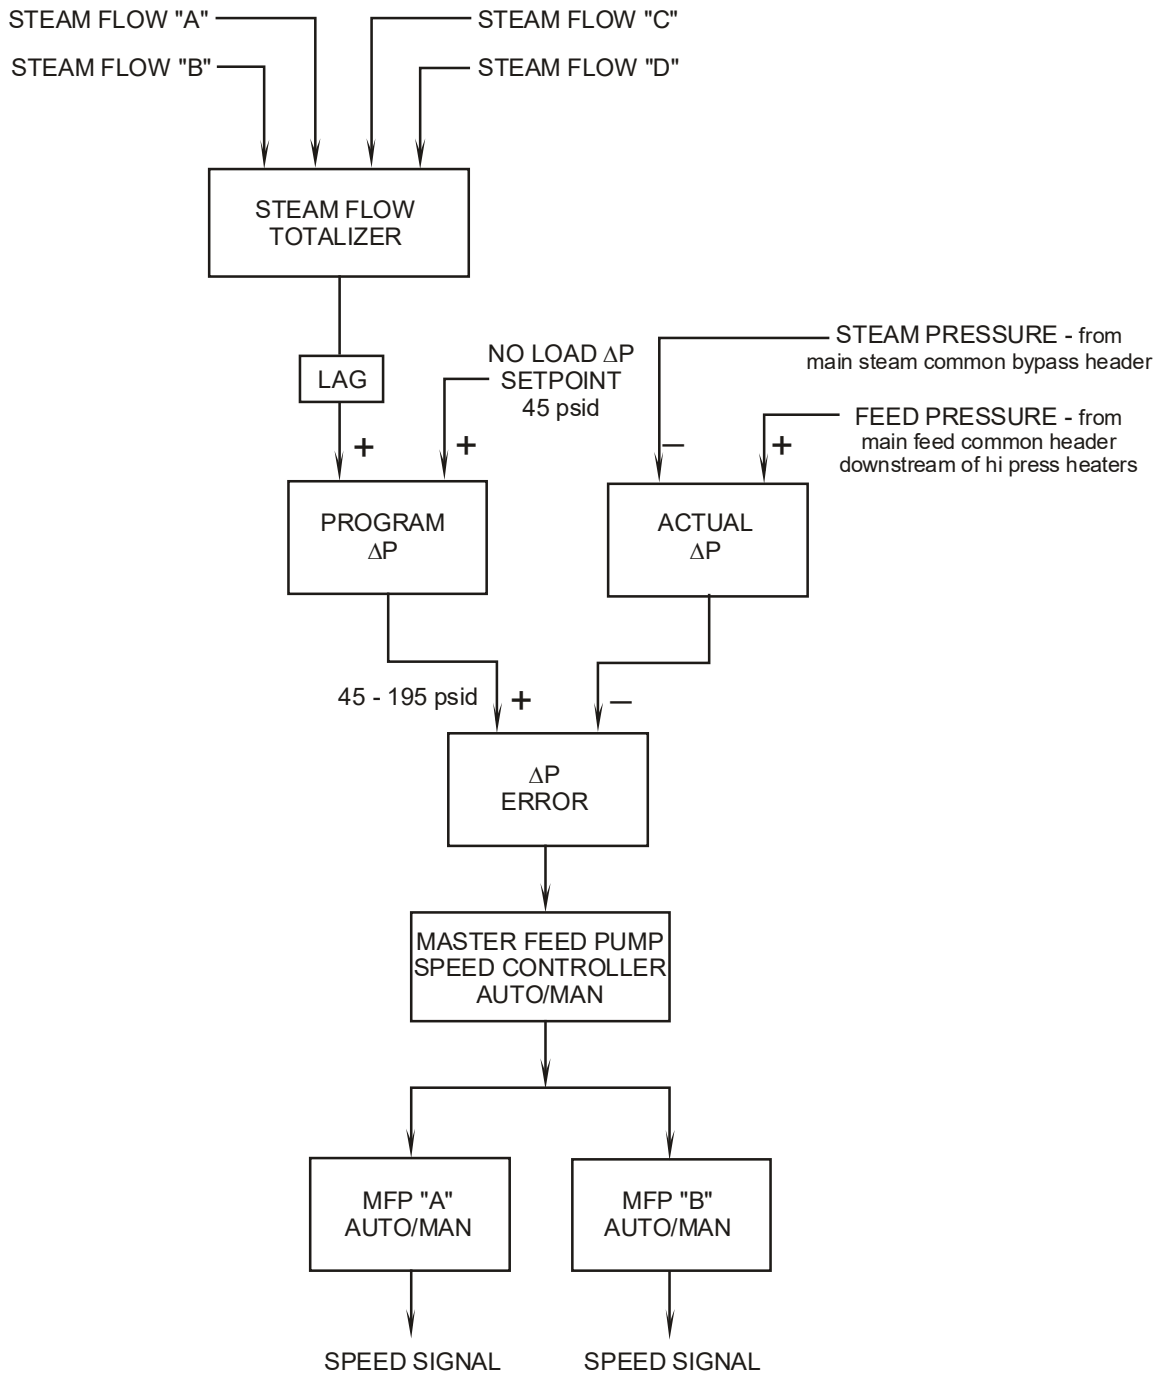 STEAM FLOW "A"
STEAM FLOW "C"
STEAM FLOW "B"
STEAM FLOW "D"
STEAM FLOW
TOTALIZER
LAG
NO LOAD ΔP
SETPOINT
45 psid
STEAM PRESSURE - from
main steam common bypass header
FEED PRESSURE - from
main feed common header
downstream of hi press heaters
+
+
–
+
PROGRAM
ΔP
ACTUAL
ΔP
45 - 195 psid
+
–
ΔP
ERROR
MASTER FEED PUMP
SPEED CONTROLLER
AUTO/MAN
MFP "A"
AUTO/MAN
MFP "B"
AUTO/MAN
SPEED SIGNAL
SPEED SIGNAL